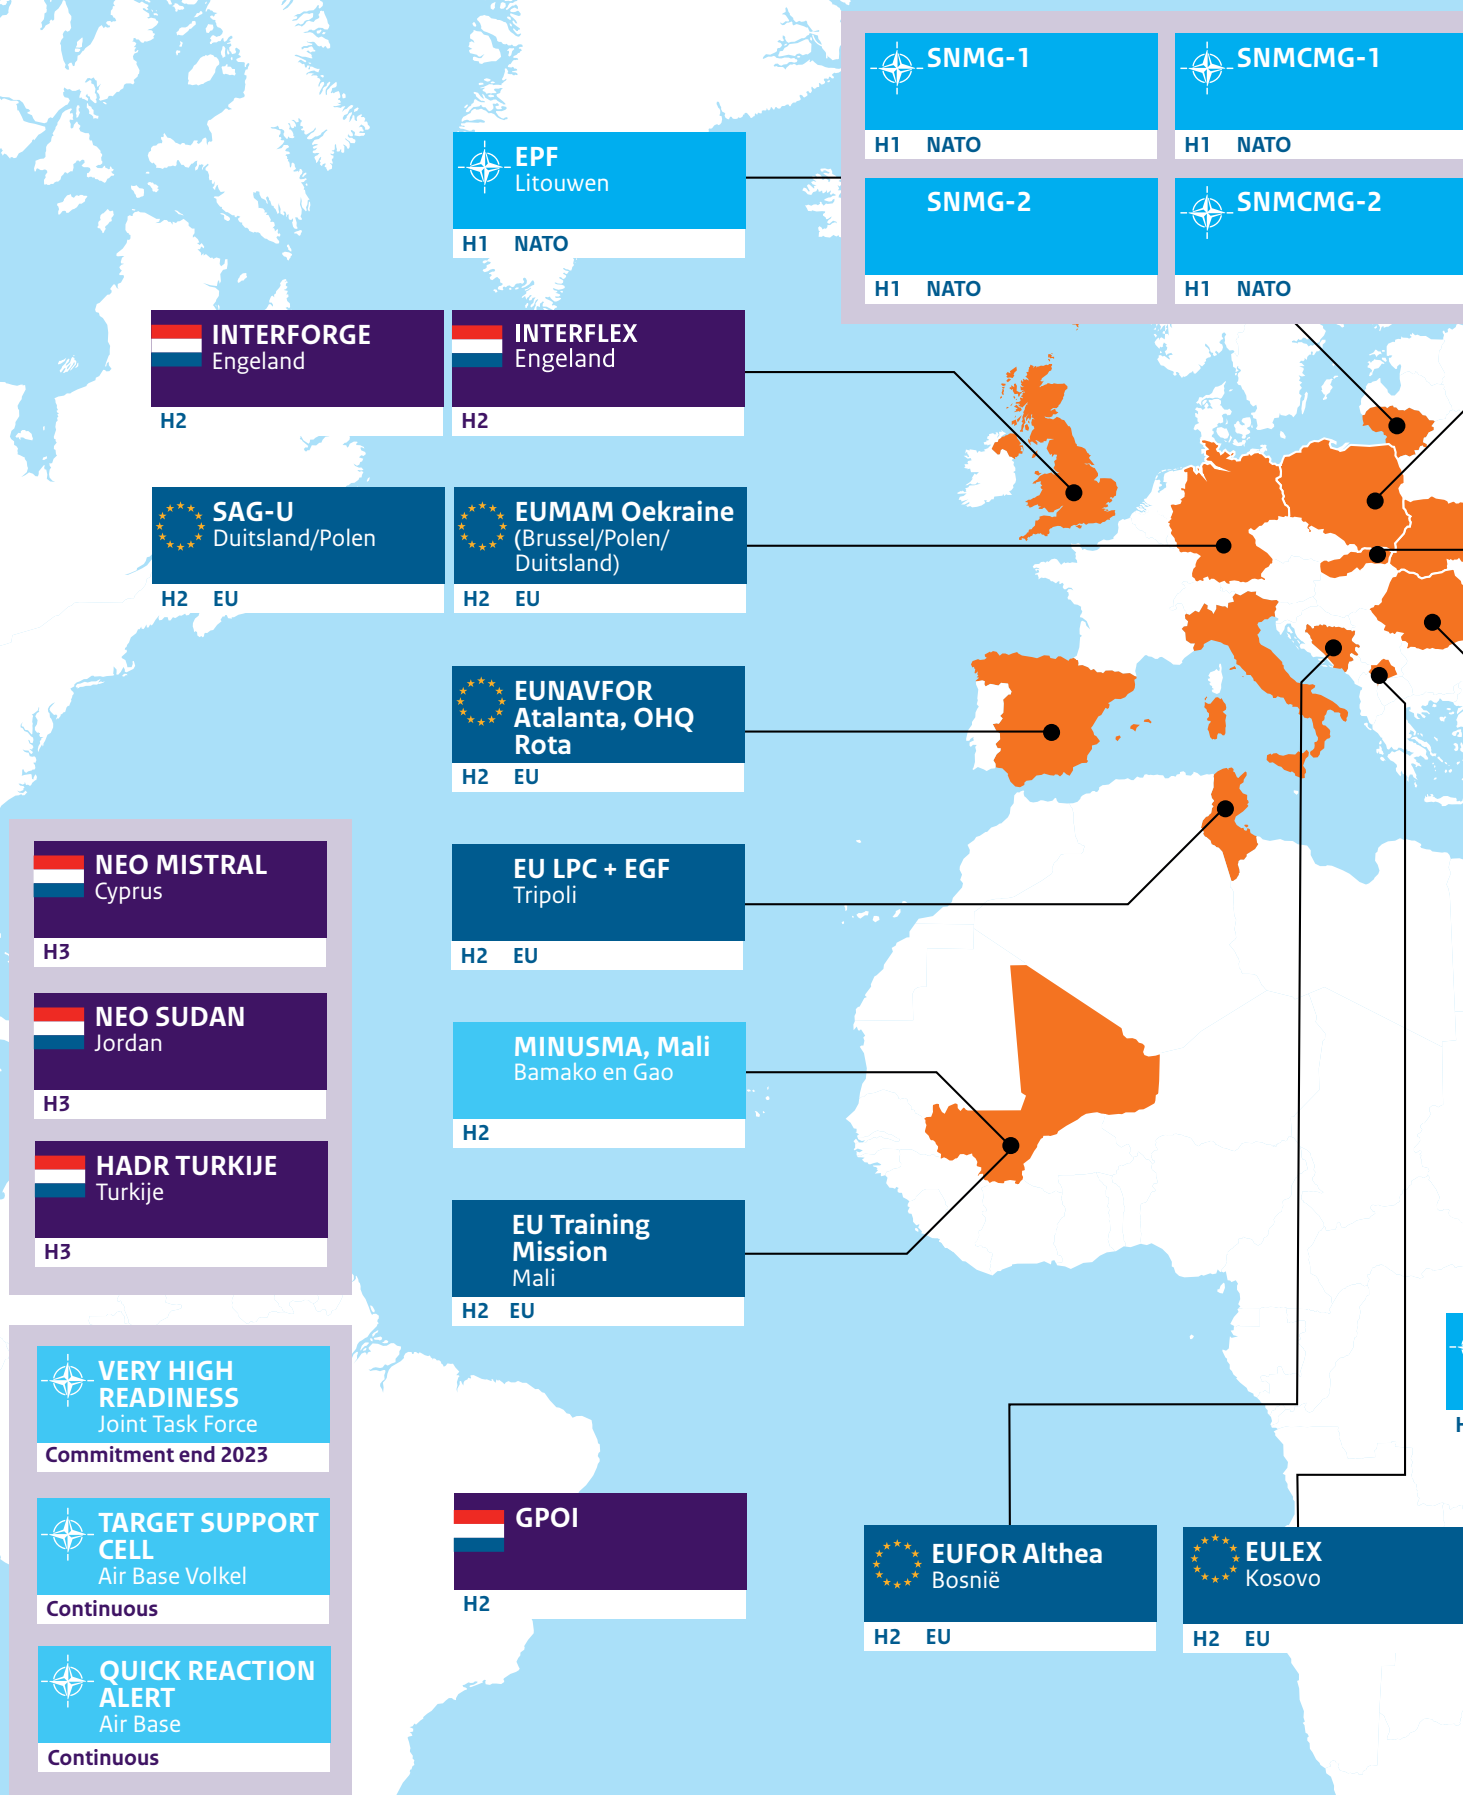 SNMG-1
H1 NATO
SNMCMG-1
H1 NATO
SNMG-2
H1 NATO
SNMCMG-2
H1 NATO
EPF
Litouwen
H1 NATO
INTERFORGE
Engeland
H2
INTERFLEX
Engeland
H2
SAG-U
Duitsland/Polen
H2 EU
EUMAM Oekraine
(Brussel/Polen/
Duitsland)
H2 EU
EUNAVFOR
Atalanta, OHQ
Rota
H2 EU
EU LPC + EGF
Tripoli
H2 EU
MINUSMA, Mali
Bamako en Gao
H2
EU Training
Mission
Mali
H2 EU
NEO MISTRAL
Cyprus
H3
NEO SUDAN
Jordan
H3
HADR TURKIJE
Turkije
H3
VERY HIGH
READINESS
Joint Task Force
Commitment end 2023
TARGET SUPPORT
CELL
Air Base Volkel
Continuous
QUICK REACTION
ALERT
Air Base
Continuous
GPOI
H2
EUFOR Althea
Bosnië
H2 EU
EULEX
Kosovo
H2 EU